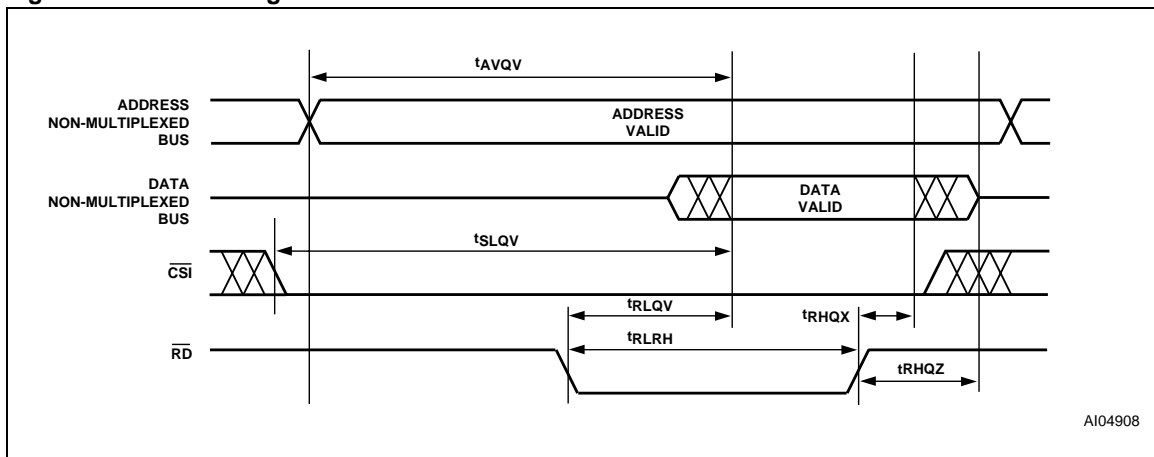 tAVQV
ADDRESS
NON-MULTIPLEXED
BUS
ADDRESS
VALID
DATA
NON-MULTIPLEXED
BUS
DATA
VALID
tSLQV
CSI
tRLQV
tRHQX
tRLRH
RD
tRHQZ
AI04908